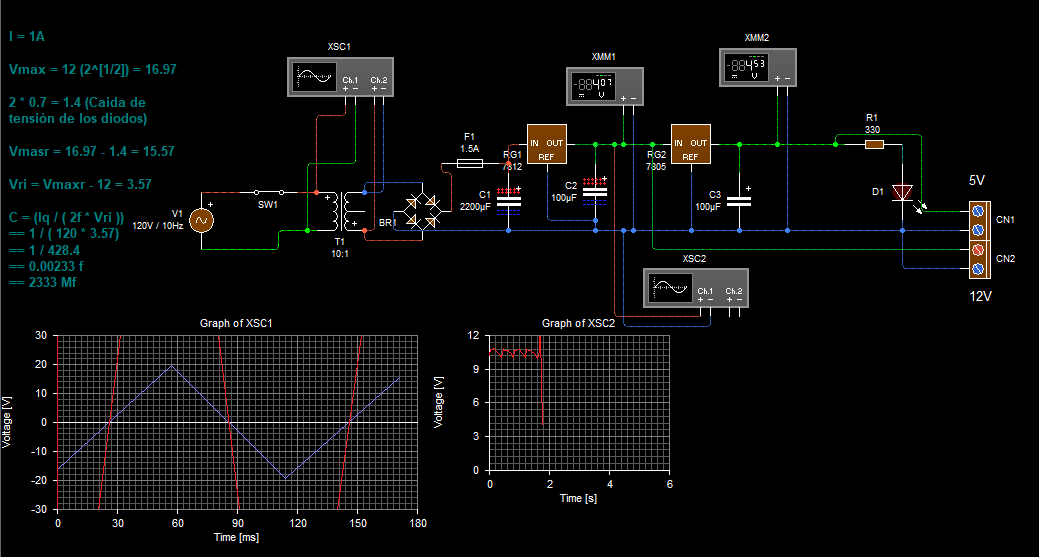 I = 1A
Vmax = 12 (2^[1/2]) = 16.97
2 * 0.7 = 1.4 (Caida de
tensión de los diodos)
Vmasr = 16.97 - 1.4 = 15.57
Vri = Vmaxr - 12 = 3.57
C = (Iq / ( 2f * Vri ))
== 1 / ( 120 * 3.57)
== 1 / 428.4
== 0.00233 f
== 2333 Mf
XSC1
Ch.1 Ch.2
+ - + -
V1
120V / 10Hz
+
SW1
+
T1
10:1
BR1
F1
1.5A
RG1
7812
IN OUT
REF
C1
2200µF
+
XMM1
V
+ -
C2
100µF
+
RG2
7805
IN OUT
REF
XMM2
V
+ -
C3
100µF
+
R1
330
D1
5V
CN1
CN2
12V
XSC2
Ch.1 Ch.2
+ - + -
Graph of XSC1
Voltage [V]
30
20
10
0
-10
-20
-30
0 30 60 90 120 150 180
Time [ms]
Graph of XSC2
Voltage [V]
12
9
6
3
0
0 2 4 6
Time [s]